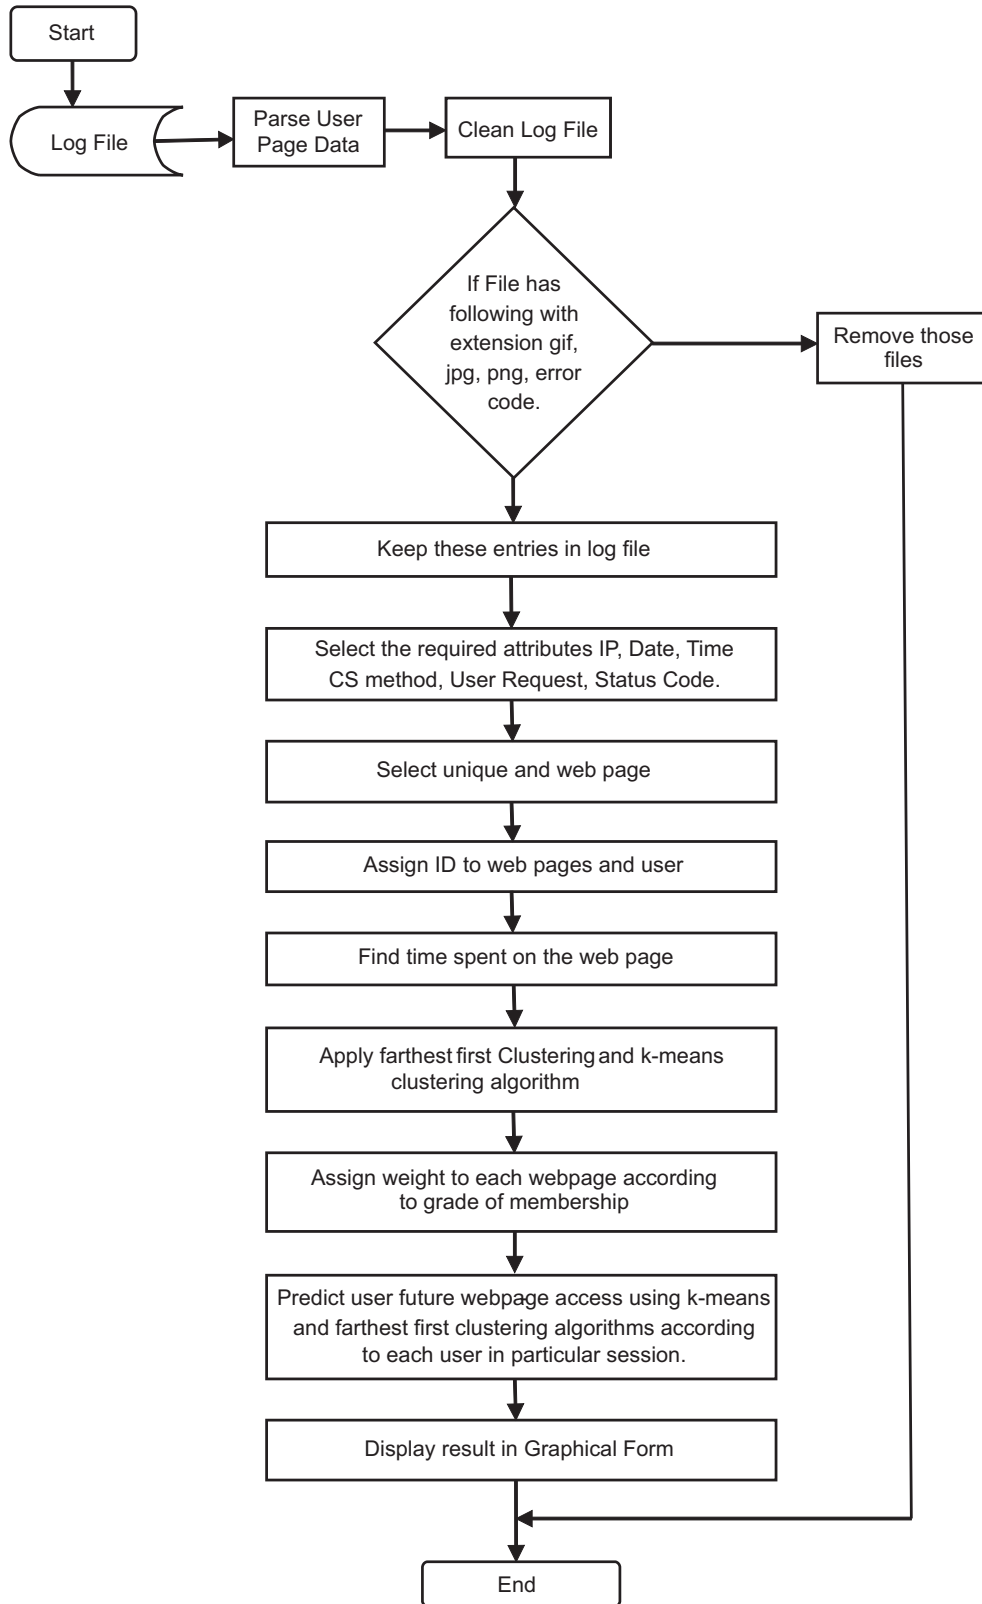 Start
Log File
Parse User
Page Data
Clean Log File
If File has
following with
extension gif,
jpg, png, error
code.
Remove those
files
Keep these entries in log file
Select the required attributes IP, Date, Time
CS method, User Request, Status Code.
Select unique and web page
Assign ID to web pages and user
Find time spent on the web page
Apply farthest first Clustering and k-means
clustering algorithm
Assign weight to each webpage according
to grade of membership
Predict user future webpage access using k-means
and farthest first clustering algorithms according
to each user in particular session.
Display result in Graphical Form
End